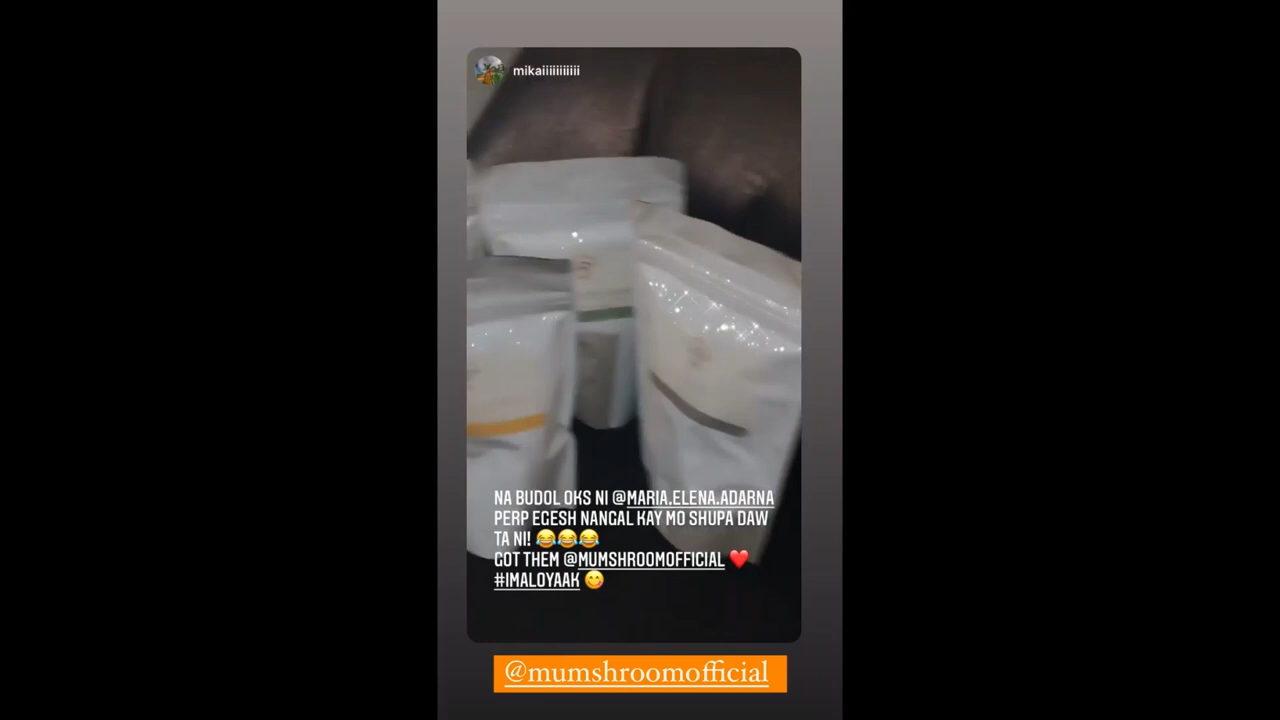 mikaiiiiiiiiiii
NA BUDOL OKS NI @MARIA.ELENA.ADARNA
PERP EGESH NANGAL KAY MO SHUPA DAW
TA NI! 😂😂😂
GOT THEM @MUMSHROOMOFFICIAL ❤️
#IMALOYAAK 😋
@mumshroomofficial